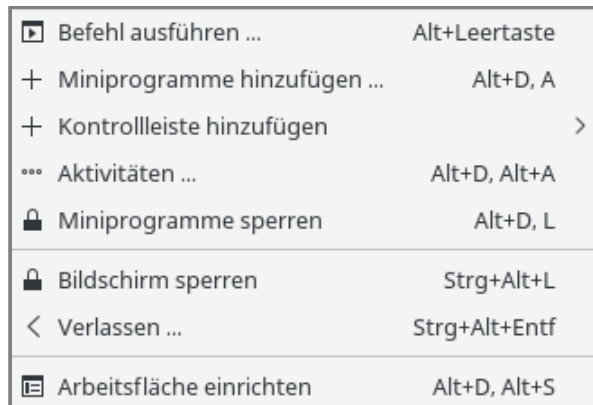 Befehl ausführen ... Alt+Leertaste
Miniprogramme hinzufügen ... Alt+D, A
Kontrollleiste hinzufügen
Aktivitäten ... Alt+D, Alt+A
Miniprogramme sperren Alt+D, L
Bildschirm sperren Strg+Alt+L
Verlassen ... Strg+Alt+Entf
Arbeitsfläche einrichten Alt+D, Alt+S